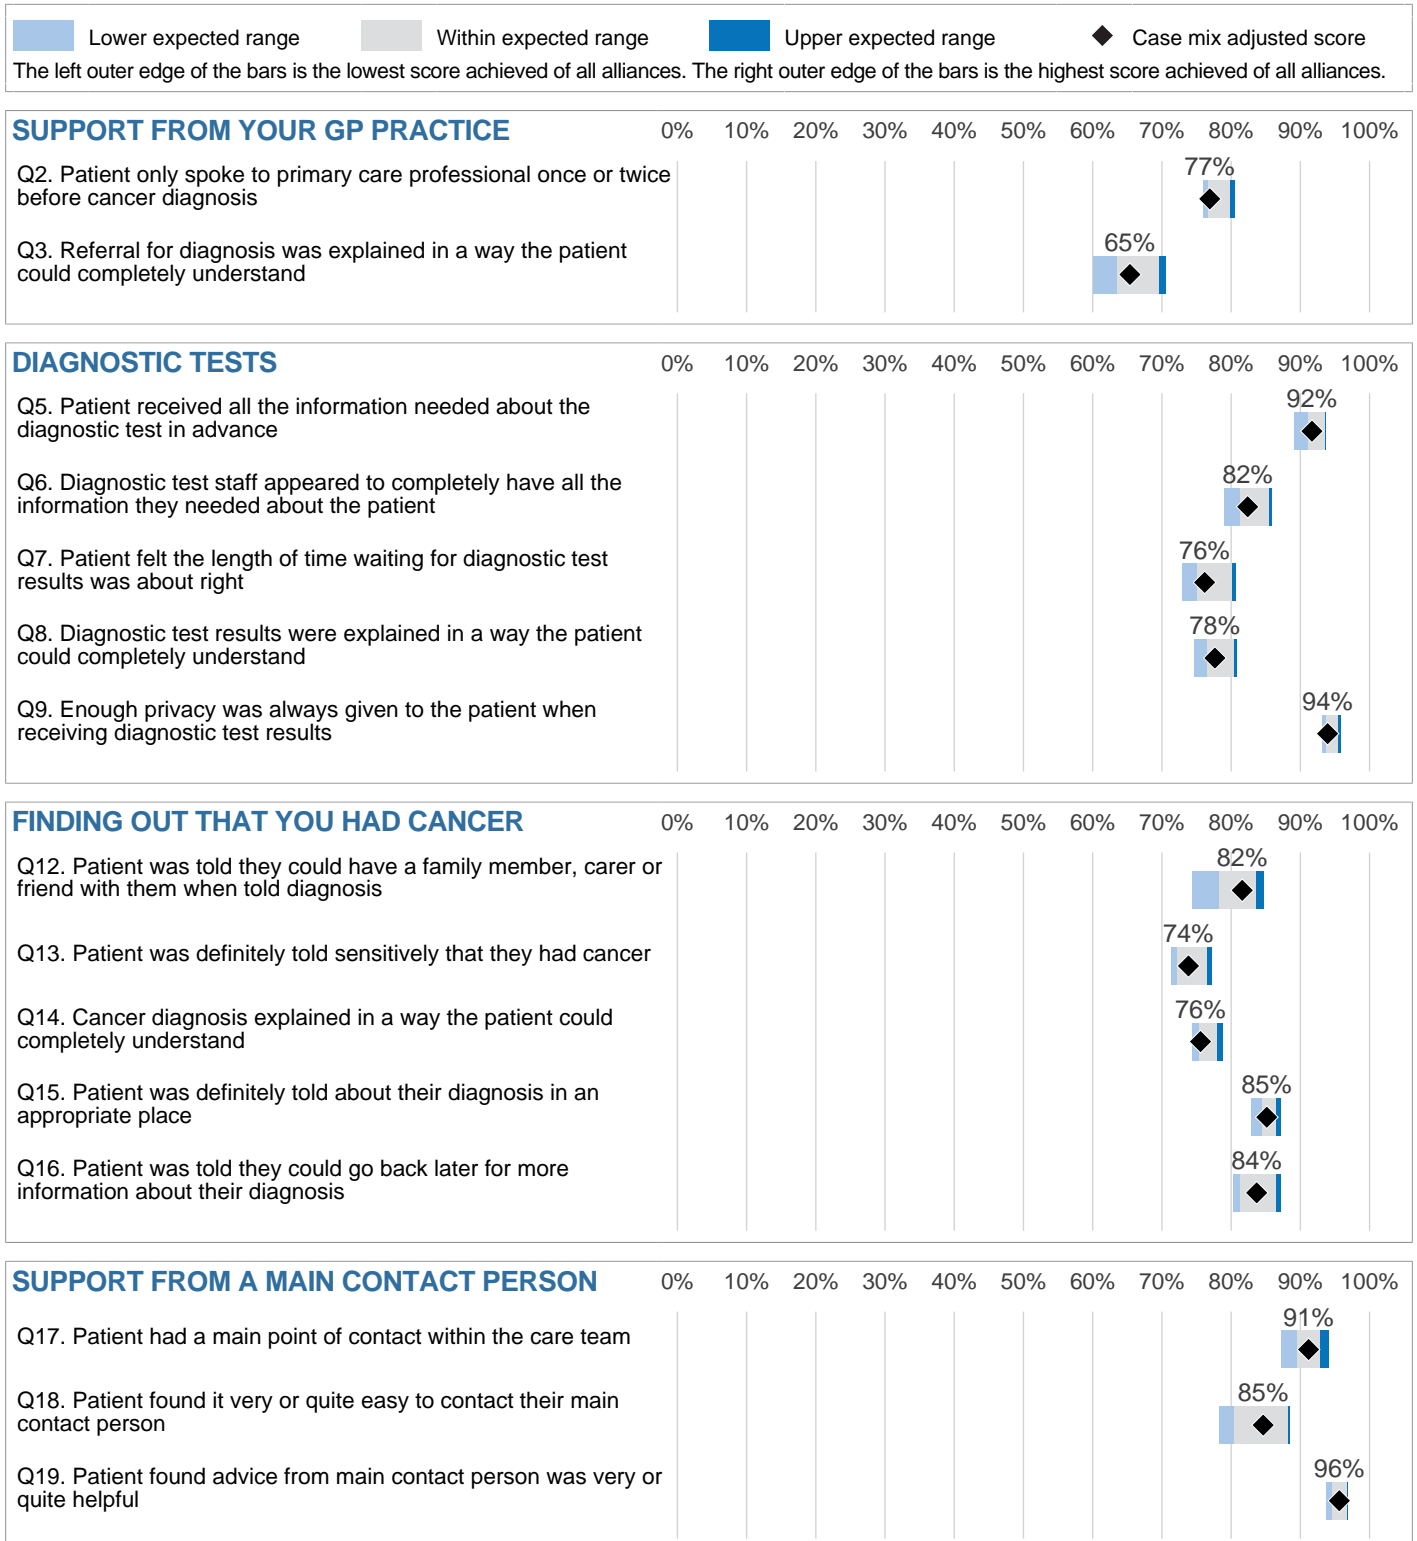 Lower expected range Within expected range Upper expected range Case mix adjusted score
The left outer edge of the bars is the lowest score achieved of all alliances. The right outer edge of the bars is the highest score achieved of all alliances.
SUPPORT FROM YOUR GP PRACTICE 0% 10% 20% 30% 40% 50% 60% 70% 80% 90% 100%
77%
Q2. Patient only spoke to primary care professional once or twice
before cancer diagnosis
65%
Q3. Referral for diagnosis was explained in a way the patient
could completely understand
DIAGNOSTIC TESTS 0% 10% 20% 30% 40% 50% 60% 70% 80% 90% 100%
92%
Q5. Patient received all the information needed about the
diagnostic test in advance
82%
Q6. Diagnostic test staff appeared to completely have all the
information they needed about the patient
76%
Q7. Patient felt the length of time waiting for diagnostic test
results was about right
78%
Q8. Diagnostic test results were explained in a way the patient
could completely understand
94%
Q9. Enough privacy was always given to the patient when
receiving diagnostic test results
FINDING OUT THAT YOU HAD CANCER 0% 10% 20% 30% 40% 50% 60% 70% 80% 90% 100%
82%
Q12. Patient was told they could have a family member, carer or
friend with them when told diagnosis
74%
Q13. Patient was definitely told sensitively that they had cancer
76%
Q14. Cancer diagnosis explained in a way the patient could
completely understand
85%
Q15. Patient was definitely told about their diagnosis in an
appropriate place
84%
Q16. Patient was told they could go back later for more
information about their diagnosis
SUPPORT FROM A MAIN CONTACT PERSON 0% 10% 20% 30% 40% 50% 60% 70% 80% 90% 100%
91%
Q17. Patient had a main point of contact within the care team
85%
Q18. Patient found it very or quite easy to contact their main
contact person
96%
Q19. Patient found advice from main contact person was very or
quite helpful